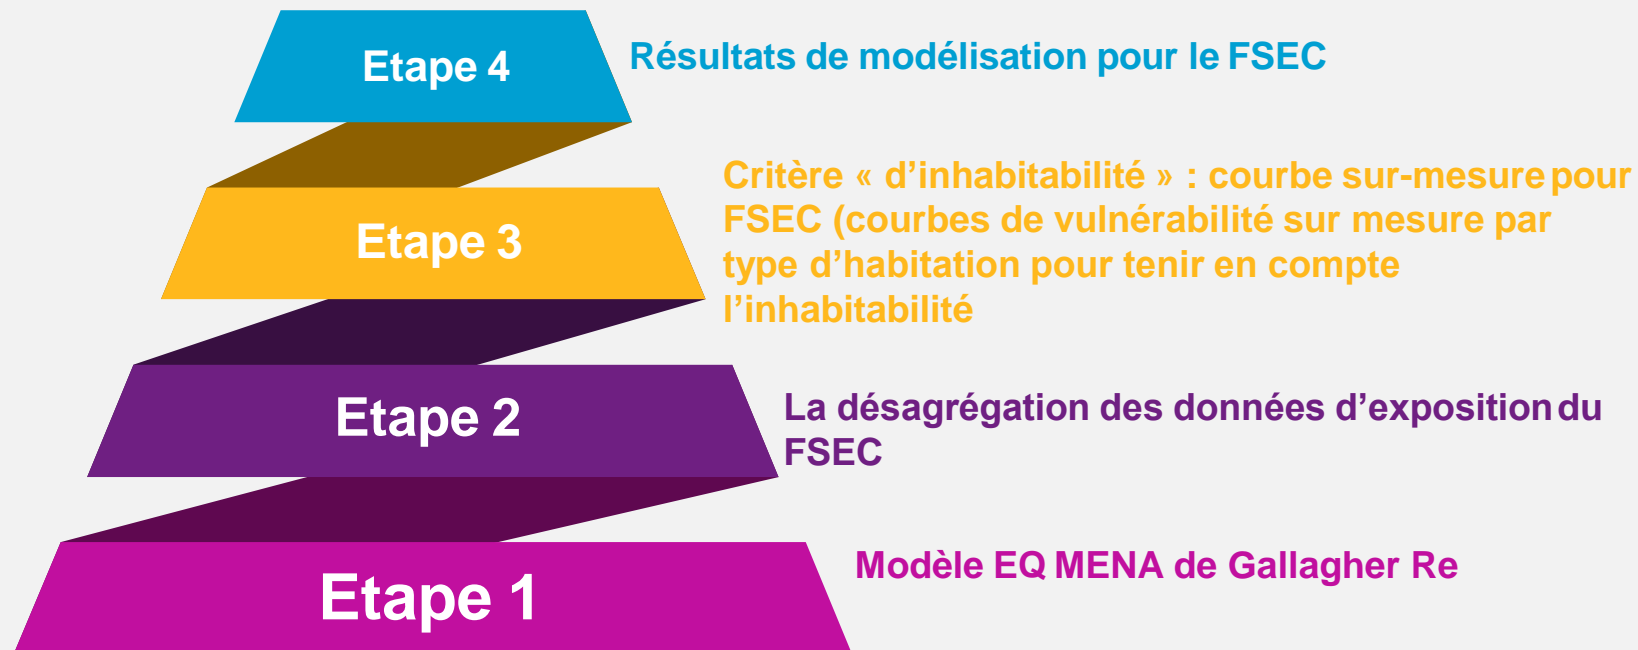 Etape 4
Résultats de modélisation pour le FSEC
Etape 3
Critère « d’inhabitabilité » : courbe sur-mesure pour
FSEC (courbes de vulnérabilité sur mesure par
type d’habitation pour tenir en compte
l’inhabitabilité
Etape 2
La désagrégation des données d’exposition du
FSEC
Etape 1
Modèle EQ MENA de Gallagher Re